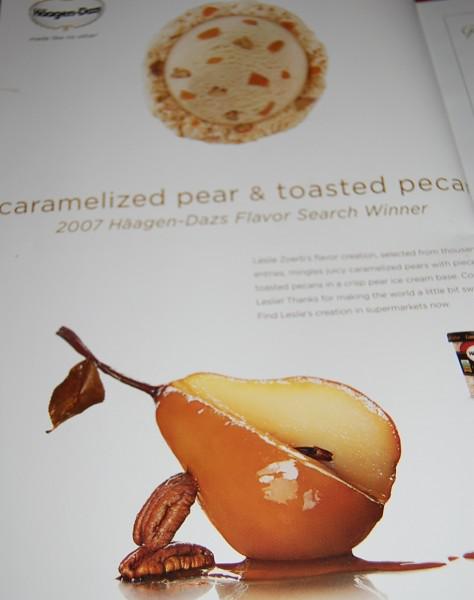 Häagen-Dazs
made like no other
caramelized pear & toasted peca
2007 Häagen-Dazs Flavor Search Winner
Leslie Zoerb's flavor creation, selected from thousan
entries, mingles juicy caramelized pears with piece
toasted pecans in a crisp pear ice cream base. Co
Leslie! Thanks for making the world a little bit sw
Find Leslie's creation in supermarkets now.